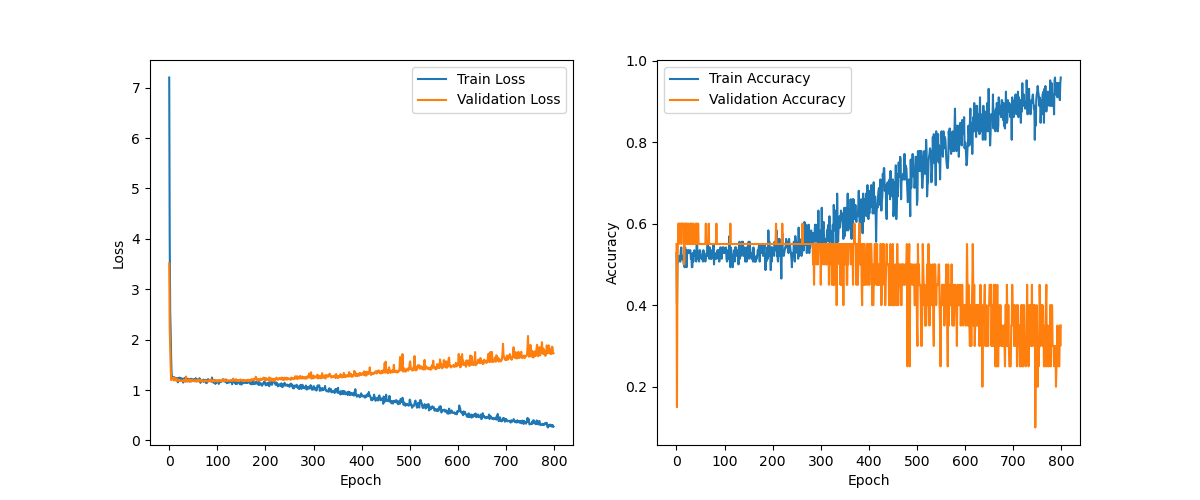 Train Loss
Validation Loss
7
6
5
4
3
2
1
0
Loss
0 100 200 300 400 500 600 700 800
Epoch
Train Accuracy
Validation Accuracy
1.0
0.8
0.6
0.4
0.2
Accuracy
0 100 200 300 400 500 600 700 800
Epoch